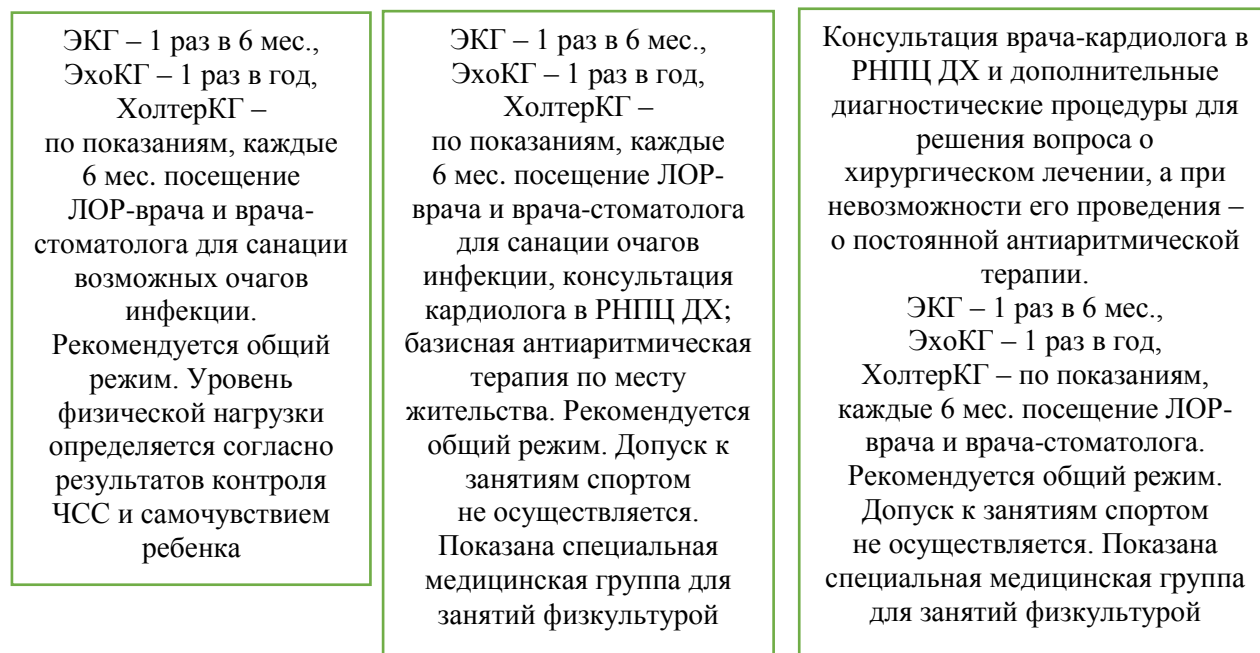 ЭКГ – 1 раз в 6 мес.,
ЭхоКГ – 1 раз в год,
ХолтерКГ –
по показаниям, каждые
6 мес. посещение
ЛОР-врача и врача-
стоматолога для санации
возможных очагов
инфекции.
Рекомендуется общий
режим. Уровень
физической нагрузки
определяется согласно
результатов контроля
ЧСС и самочувствием
ребенка
ЭКГ – 1 раз в 6 мес.,
ЭхоКГ – 1 раз в год,
ХолтерКГ –
по показаниям, каждые
6 мес. посещение ЛОР-
врача и врача-стоматолога
для санации очагов
инфекции, консультация
кардиолога в РНПЦ ДХ;
базисная антиаритмическая
терапия по месту
жительства. Рекомендуется
общий режим. Допуск к
занятиям спортом
не осуществляется.
Показана специальная
медицинская группа для
занятий физкультурой
Консультация врача-кардиолога в
РНПЦ ДХ и дополнительные
диагностические процедуры для
решения вопроса о
хирургическом лечении, а при
невозможности его проведения –
о постоянной антиаритмической
терапии.
ЭКГ – 1 раз в 6 мес.,
ЭхоКГ – 1 раз в год,
ХолтерКГ – по показаниям,
каждые 6 мес. посещение ЛОР-
врача и врача-стоматолога.
Рекомендуется общий режим.
Допуск к занятиям спортом
не осуществляется. Показана
специальная медицинская группа
для занятий физкультурой